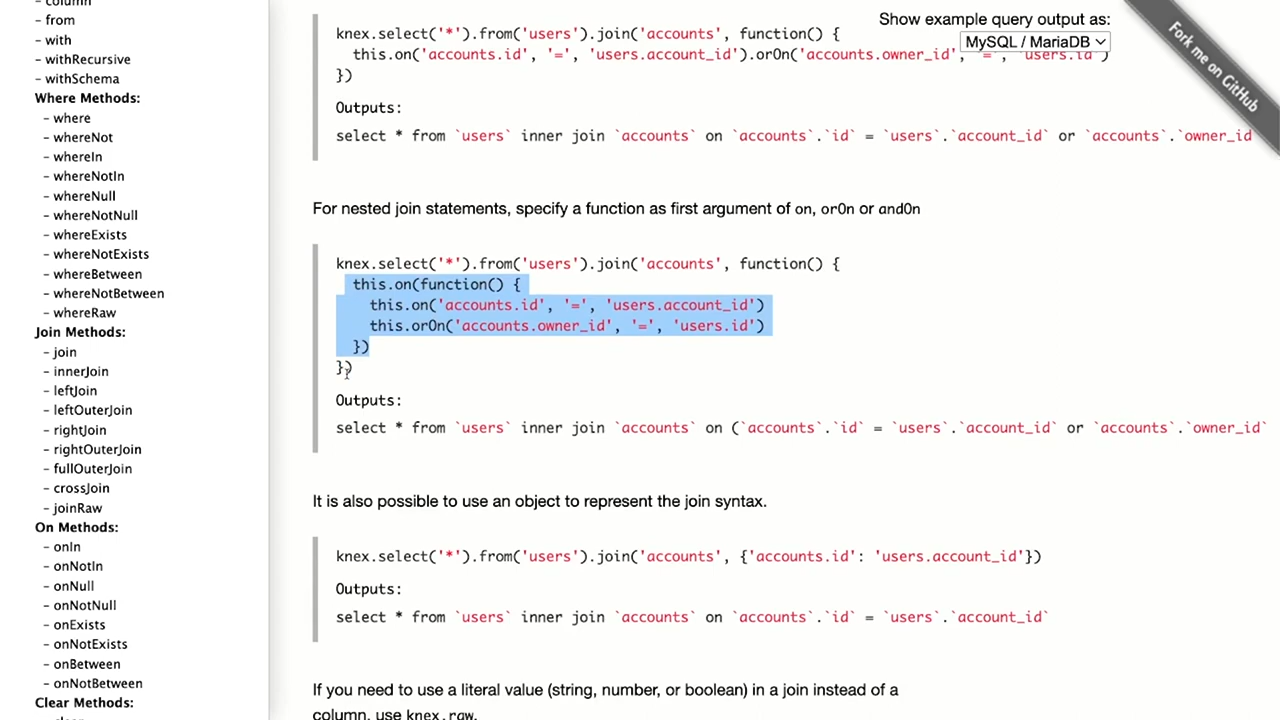 - column
- from
- with
- withRecursive
- withSchema
Where Methods:
- where
- whereNot
- whereIn
- whereNotIn
- whereNull
- whereNotNull
- whereExists
- whereNotExists
- whereBetween
- whereNotBetween
- whereRaw
Join Methods:
- join
- innerJoin
- leftJoin
- leftOuterJoin
- rightJoin
- rightOuterJoin
- fullOuterJoin
- crossJoin
- joinRaw
On Methods:
- onIn
- onNotIn
- onNull
- onNotNull
- onExists
- onNotExists
- onBetween
- onNotBetween
Clear Methods:
Show example query output as:
MySQL / MariaDB
Fork me on GitHub
knex.select('*').from('users').join('accounts', function() {
this.on('accounts.id', '=', 'users.account_id').orOn('accounts.owner_id', '=', 'users.id')
})
Outputs:
select * from `users` inner join `accounts` on `accounts`.`id` = `users`.`account_id` or `accounts`.`owner_id
For nested join statements, specify a function as first argument of on, orOn or andOn
knex.select('*').from('users').join('accounts', function() {
this.on(function() {
this.on('accounts.id', '=', 'users.account_id')
this.orOn('accounts.owner_id', '=', 'users.id')
})
})
Outputs:
select * from `users` inner join `accounts` on (`accounts`.`id` = `users`.`account_id` or `accounts`.`owner_id`
It is also possible to use an object to represent the join syntax.
knex.select('*').from('users').join('accounts', {'accounts.id': 'users.account_id'})
Outputs:
select * from `users` inner join `accounts` on `accounts`.`id` = `users`.`account_id`
If you need to use a literal value (string, number, or boolean) in a join instead of a
column, use knex.raw.